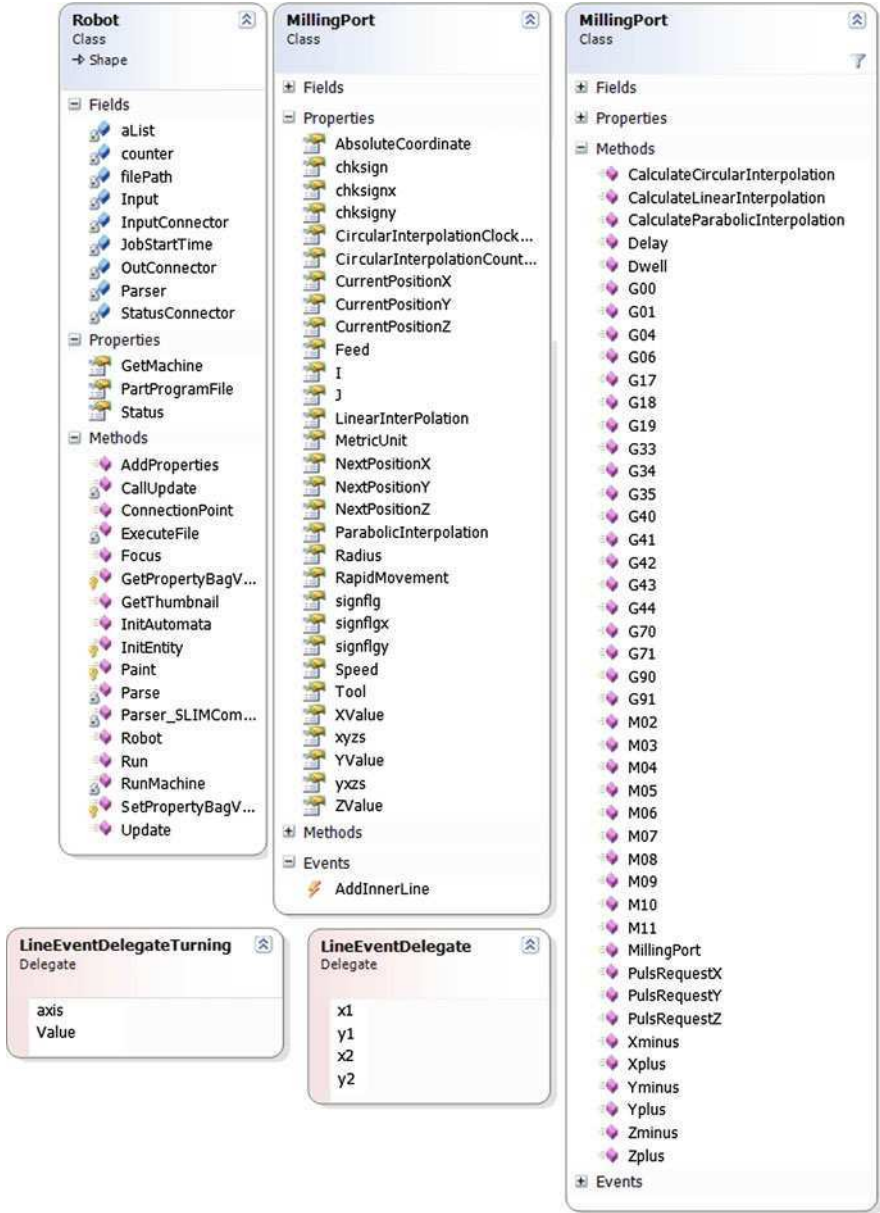 Robot
Class
Shape
Fields
aList
counter
filePath
Input
InputConnector
JobStartTime
OutConnector
Parser
StatusConnector
Properties
GetMachine
PartProgramFile
Status
Methods
AddProperties
CallUpdate
ConnectionPoint
ExecuteFile
Focus
GetPropertyBagV...
GetThumbnail
InitAutomata
InitEntity
Paint
Parse
Parser_SLIMCom...
Robot
Run
RunMachine
SetPropertyBagV...
Update
MillingPort
Class
Fields
Properties
AbsoluteCoordinate
chksign
chksignx
chksigny
CircularInterpolationClock...
CircularInterpolationCount...
CurrentPositionX
CurrentPositionY
CurrentPositionZ
Feed
I
J
LinearInterPolation
MetricUnit
NextPositionX
NextPositionY
NextPositionZ
ParabolicInterpolation
Radius
RapidMovement
signflg
signflgx
signflgy
Speed
Tool
XValue
xyzs
YValue
yxzs
ZValue
Methods
Events
AddInnerLine
MillingPort
Class
Fields
Properties
Methods
CalculateCircularInterpolation
CalculateLinearInterpolation
CalculateParabolicInterpolation
Delay
Dwell
G00
G01
G04
G06
G17
G18
G19
G33
G34
G35
G40
G41
G42
G43
G44
G70
G71
G90
G91
M02
M03
M04
M05
M06
M07
M08
M09
M10
M11
MillingPort
PulsRequestX
PulsRequestY
PulsRequestZ
Xminus
Xplus
Yminus
Yplus
Zminus
Zplus
Events
LineEventDelegateTurning
Delegate
axis
Value
LineEventDelegate
Delegate
x1
y1
x2
y2